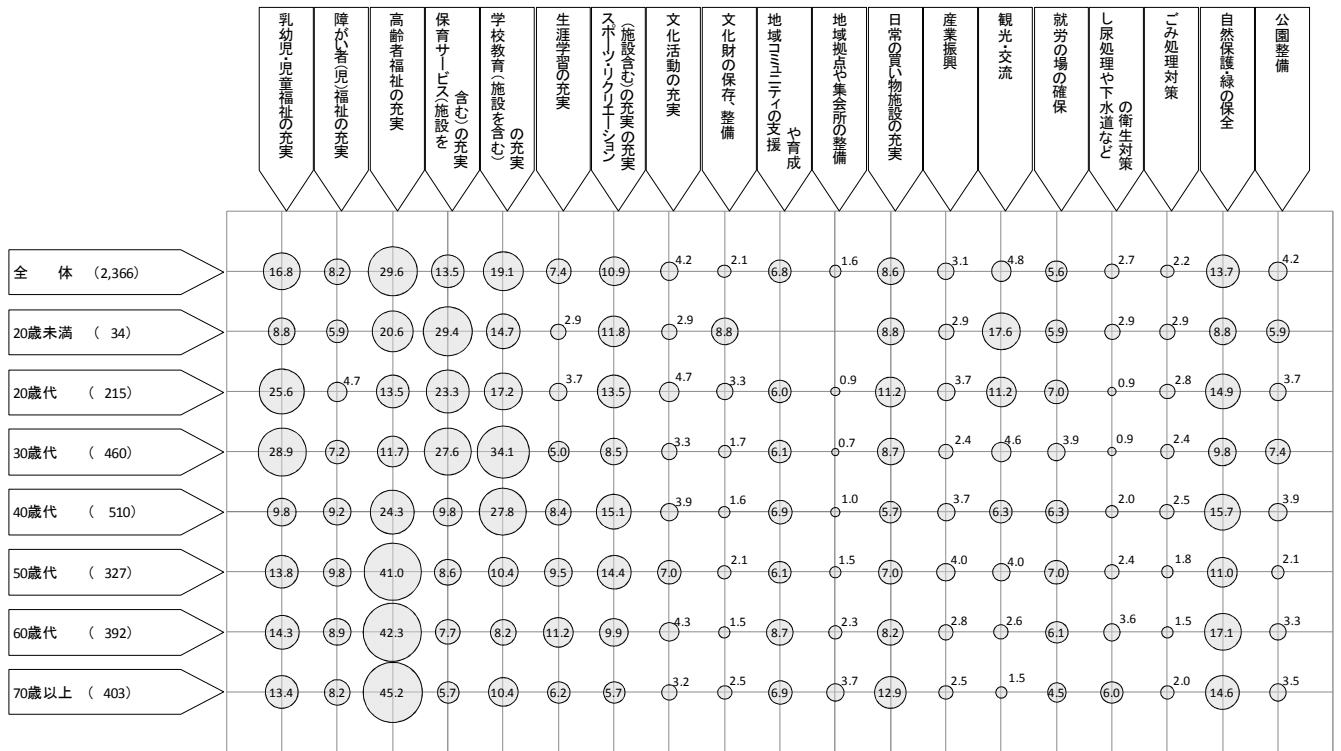 乳幼児・児童福祉の充実
障がい者(児)福祉の充実
高齢者福祉の充実
保育サービス(施設を
含む)の充実
学校教育(施設を含む)
の充実
生涯学習の充実
スポーツ・リクリエーション
(施設含む)の充実の充実
文化活動の充実
文化財の保存、整備
地域コミュニティの支援
や育成
地域拠点や集会所の整備
日常の買い物施設の充実
産業振興
観光・交流
就労の場の確保
し尿処理や下水道など
の衛生対策
ごみ処理対策
自然保護・緑の保全
公園整備
全 体 (2,366) 16.8 8.2 29.6 13.5 19.1 7.4 10.9 4.2 2.1 6.8 1.6 8.6 3.1 4.8 5.6 2.7 2.2 13.7 4.2
20歳未満 ( 34) 8.8 5.9 20.6 29.4 14.7 2.9 11.8 2.9 8.8 8.8 2.9 17.6 5.9 2.9 2.9 8.8 5.9
20歳代 ( 215) 25.6 4.7 13.5 23.3 17.2 3.7 13.5 4.7 3.3 6.0 0.9 11.2 3.7 11.2 7.0 0.9 2.8 14.9 3.7
30歳代 ( 460) 28.9 7.2 11.7 27.6 34.1 5.0 8.5 3.3 1.7 6.1 0.7 8.7 2.4 4.6 3.9 0.9 2.4 9.8 7.4
40歳代 ( 510) 9.8 9.2 24.3 9.8 27.8 8.4 15.1 3.9 1.6 6.9 1.0 5.7 3.7 6.3 6.3 2.0 2.5 15.7 3.9
50歳代 ( 327) 13.8 9.8 41.0 8.6 10.4 9.5 14.4 7.0 2.1 6.1 1.5 7.0 4.0 4.0 7.0 2.4 1.8 11.0 2.1
60歳代 ( 392) 14.3 8.9 42.3 7.7 8.2 11.2 9.9 4.3 1.5 8.7 2.3 8.2 2.8 2.6 6.1 3.6 1.5 17.1 3.3
70歳以上 ( 403) 13.4 8.2 45.2 5.7 10.4 6.2 5.7 3.2 2.5 6.9 3.7 12.9 2.5 1.5 4.5 6.0 2.0 14.6 3.5